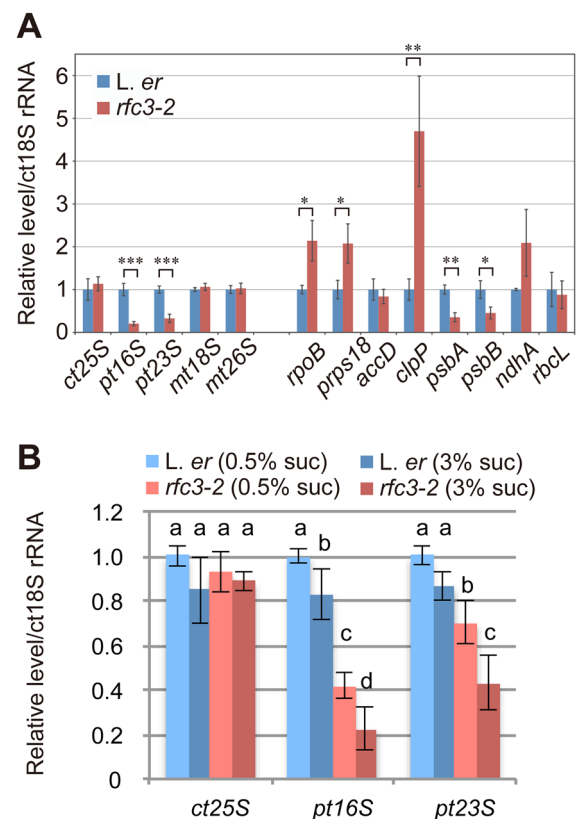 A
Relative level/ct18S rRNA
6
5
4
3
2
1
0
L. er
rfc3-2
*** *** * * ** ** *
ct25S pt16S pt23S mt18S mt26S rpoB prps18 accD clpP psbA psbB ndhA rbcL
B
L. er (0.5% suc) L. er (3% suc)
rfc3-2 (0.5% suc) rfc3-2 (3% suc)
Relative level/ct18S rRNA
1.2
1.0
0.8
0.6
0.4
0.2
0
a a a a a b c d a a b c
ct25S pt16S pt23S